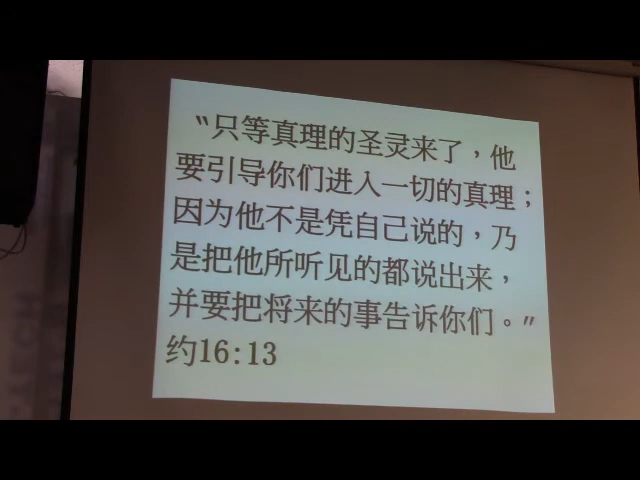 “只等真理的圣灵来了，他
要引导你们进入一切的真理；
因为他不是凭自己说的，乃
是把他所听见的都说出来，
并要把将来的事告诉你们。”
约16:13